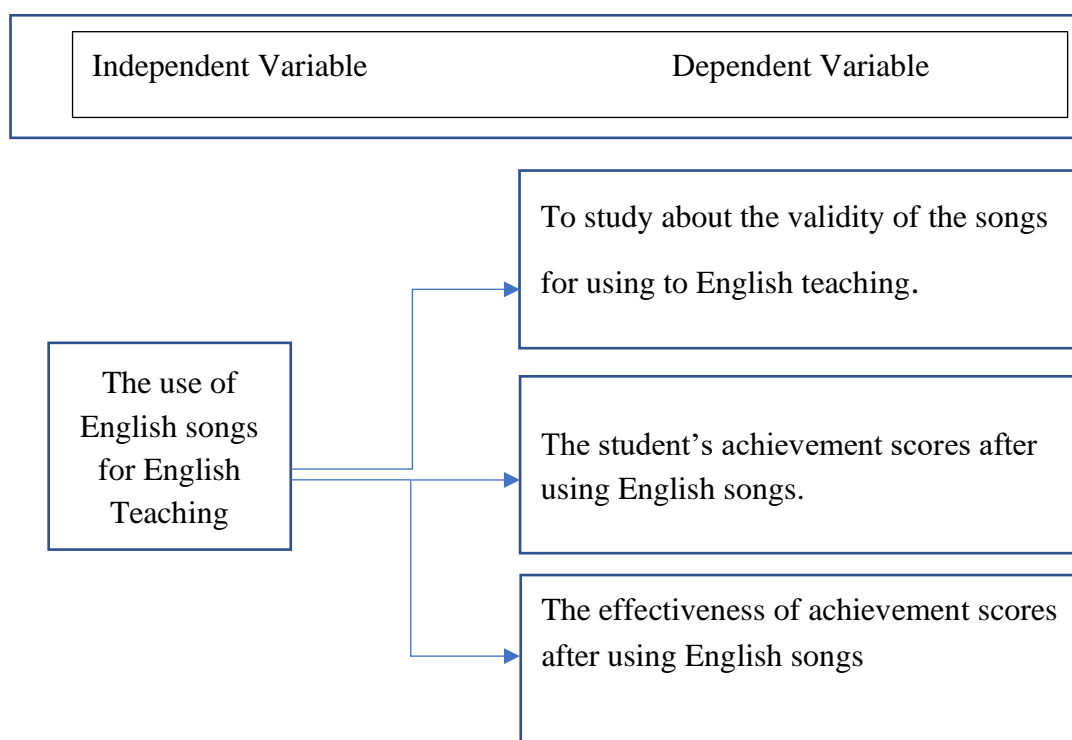 Independent Variable Dependent Variable
To study about the validity of the songs
for using to English teaching.
The use of
English songs
for English
Teaching
The student’s achievement scores after
using English songs.
The effectiveness of achievement scores
after using English songs